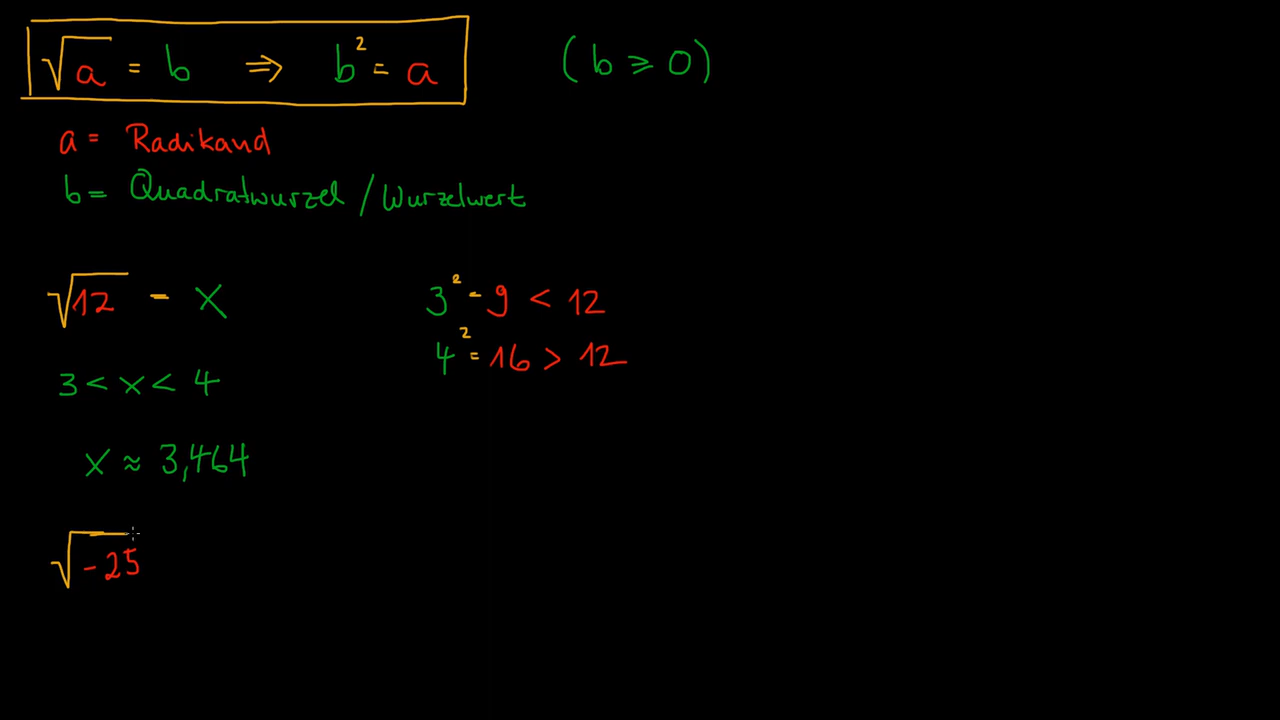 √a = b ⇒ b² = a (b ⩾ 0)
a = Radikand
b = Quadratwurzel / Wurzelwert
√12 = x 3² = 9 < 12
4² = 16 > 12
3 < x < 4
x ≈ 3,464
√-25